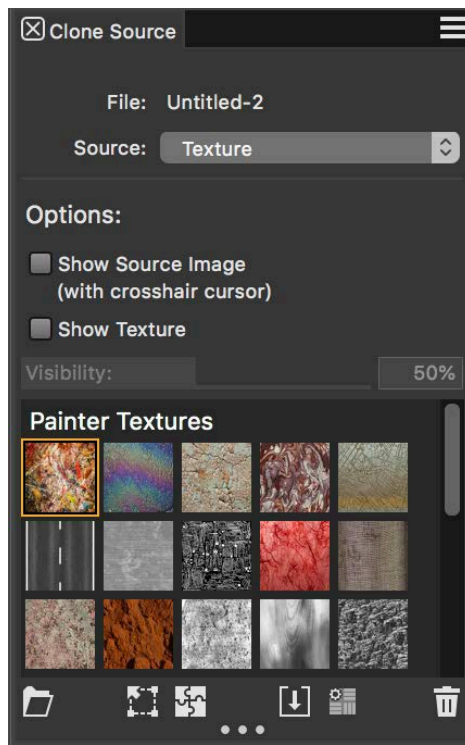 Clone Source
File: Untitled-2
Source: Texture
Options:
Show Source Image
(with crosshair cursor)
Show Texture
Visibility: 50%
Painter Textures